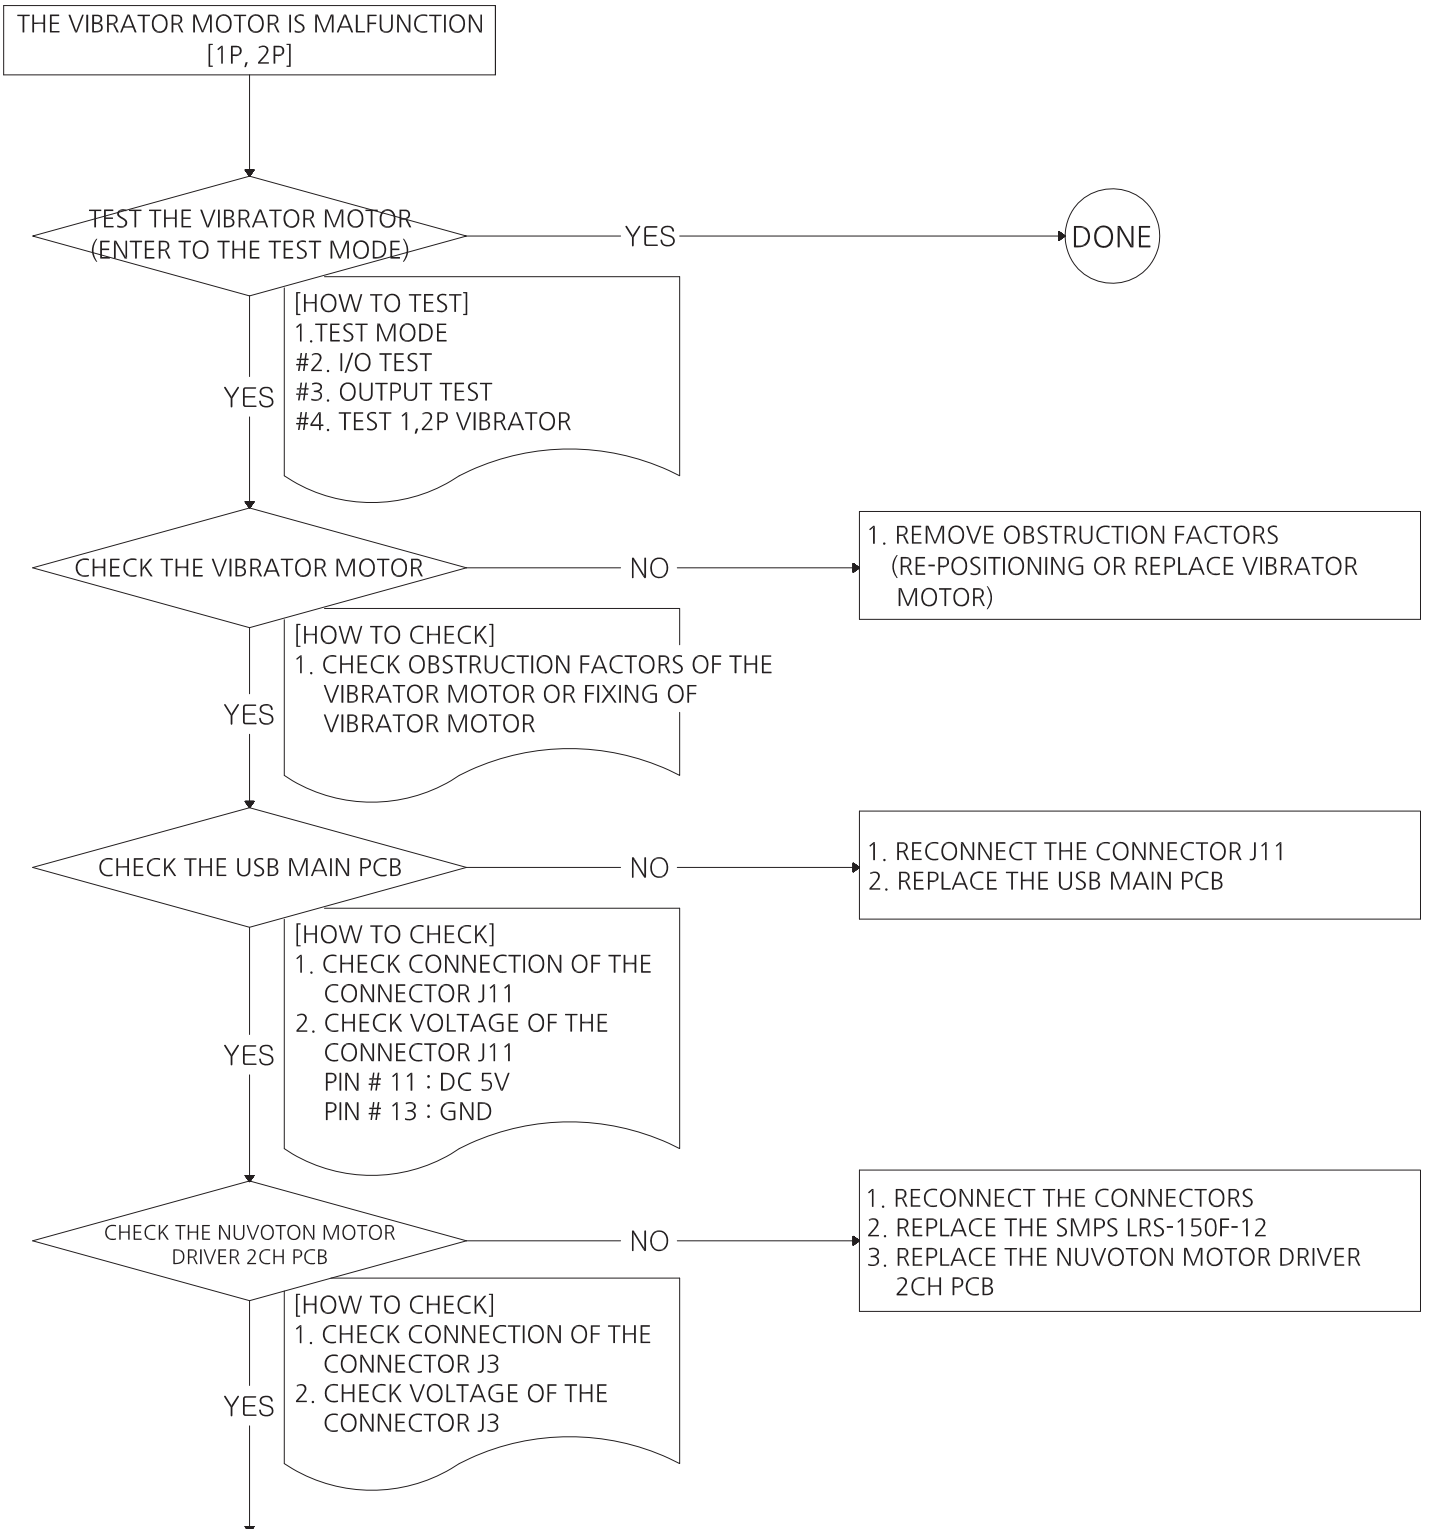 THE VIBRATOR MOTOR IS MALFUNCTION
[1P, 2P]
TEST THE VIBRATOR MOTOR
(ENTER TO THE TEST MODE)
YES
DONE
[HOW TO TEST]
1.TEST MODE
#2. I/O TEST
#3. OUTPUT TEST
#4. TEST 1,2P VIBRATOR
YES
CHECK THE VIBRATOR MOTOR
NO
1. REMOVE OBSTRUCTION FACTORS
(RE-POSITIONING OR REPLACE VIBRATOR
MOTOR)
[HOW TO CHECK]
1. CHECK OBSTRUCTION FACTORS OF THE
VIBRATOR MOTOR OR FIXING OF
VIBRATOR MOTOR
YES
CHECK THE USB MAIN PCB
NO
1. RECONNECT THE CONNECTOR J11
2. REPLACE THE USB MAIN PCB
[HOW TO CHECK]
1. CHECK CONNECTION OF THE
CONNECTOR J11
2. CHECK VOLTAGE OF THE
CONNECTOR J11
PIN # 11 : DC 5V
PIN # 13 : GND
YES
CHECK THE NUVOTON MOTOR
DRIVER 2CH PCB
NO
1. RECONNECT THE CONNECTORS
2. REPLACE THE SMPS LRS-150F-12
3. REPLACE THE NUVOTON MOTOR DRIVER
2CH PCB
[HOW TO CHECK]
1. CHECK CONNECTION OF THE
CONNECTOR J3
2. CHECK VOLTAGE OF THE
CONNECTOR J3
YES